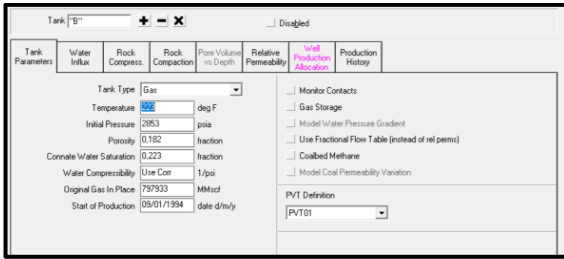 Tank "B" Disabled
Tank Parameters Water Influx Rock Compress. Rock Compaction Pore Volume vs Depth Relative Permeability Well Production Allocation Production History
Tank Type Gas
Temperature 223 deg F
Initial Pressure 2853 psia
Porosity 0,182 fraction
Connate Water Saturation 0,223 fraction
Water Compressibility Use Corr 1/psi
Original Gas In Place 797933 MMscf
Start of Production 09/01/1994 date d/m/y
Monitor Contacts
Gas Storage
Model Water Pressure Gradient
Use Fractional Flow Table (instead of rel perms)
Coalbed Methane
Model Coal Permeability Variation
PVT Definition
PVT01